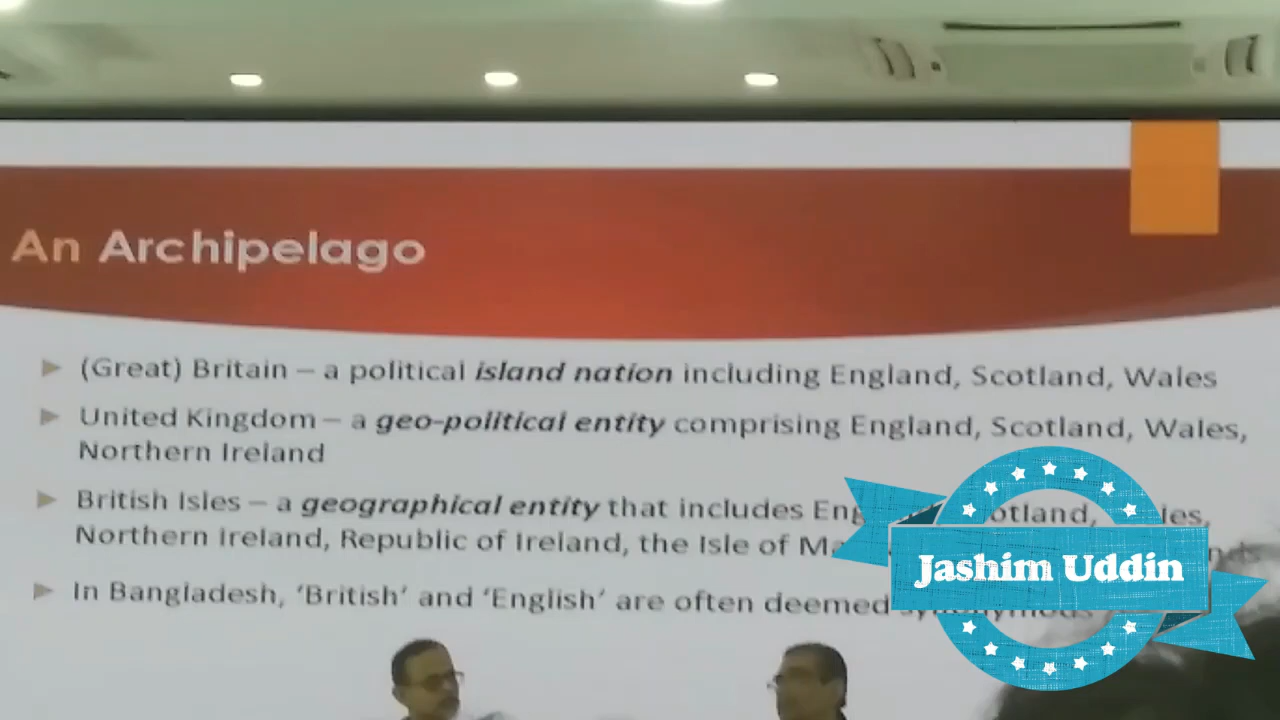 An Archipelago
(Great) Britain – a political island nation including England, Scotland, Wales
United Kingdom – a geo-political entity comprising England, Scotland, Wales,
Northern Ireland
British Isles – a geographical entity that includes
Northern Ireland, Republic of Ireland, the Isle of
In Bangladesh, ‘British’ and ‘English’ are often deemed synonymous
Jashim Uddin